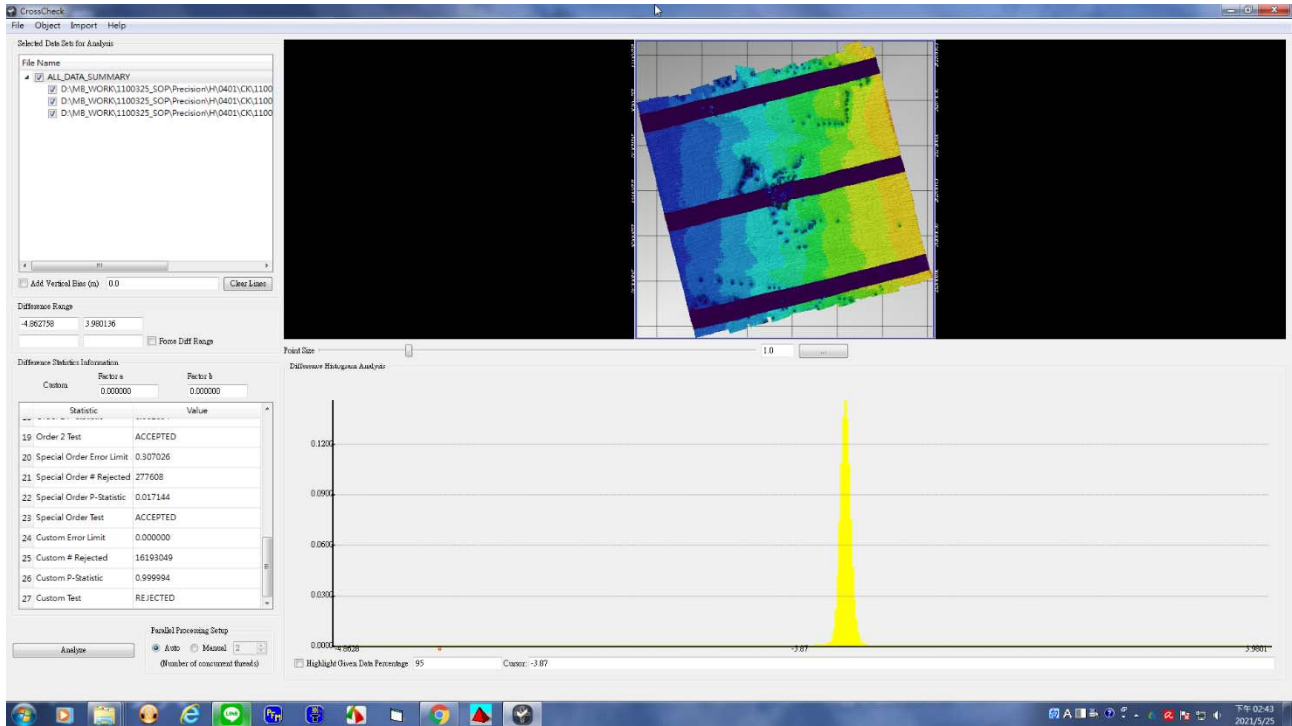 CrossCheck
File Object Import Help
Selected Data Sets for Analysis
File Name
ALL_DATA_SUMMARY
D:\MB_WORK\1100325_SOP\Precision\H\0401\CK\1100
D:\MB_WORK\1100325_SOP\Precision\H\0401\CK\1100
D:\MB_WORK\1100325_SOP\Precision\H\0401\CK\1100
Add Vertical Bias (m) 0.0 Clear Lines
Difference Range
-4.862758 3.980136
Force Diff Range
Point Size 1.0 ...
Difference Statistics Information
Difference Histogram Analysis
Custom Factor a Factor b
0.000000 0.000000
Statistic Value
19 Order 2 Test ACCEPTED
20 Special Order Error Limit 0.307026
21 Special Order # Rejected 277608
22 Special Order P-Statistic 0.017144
23 Special Order Test ACCEPTED
24 Custom Error Limit 0.000000
25 Custom # Rejected 16193049
26 Custom P-Statistic 0.999994
27 Custom Test REJECTED
0.1200
0.0900
0.0600
0.0300
0.0000
-4.8628 -3.87 3.9801
Parallel Processing Setup
Analyze Auto Manual 2
(Number of concurrent threads)
Highlight Given Data Percentage 95 Cursor: -3.87
下午 02:43
2021/5/25